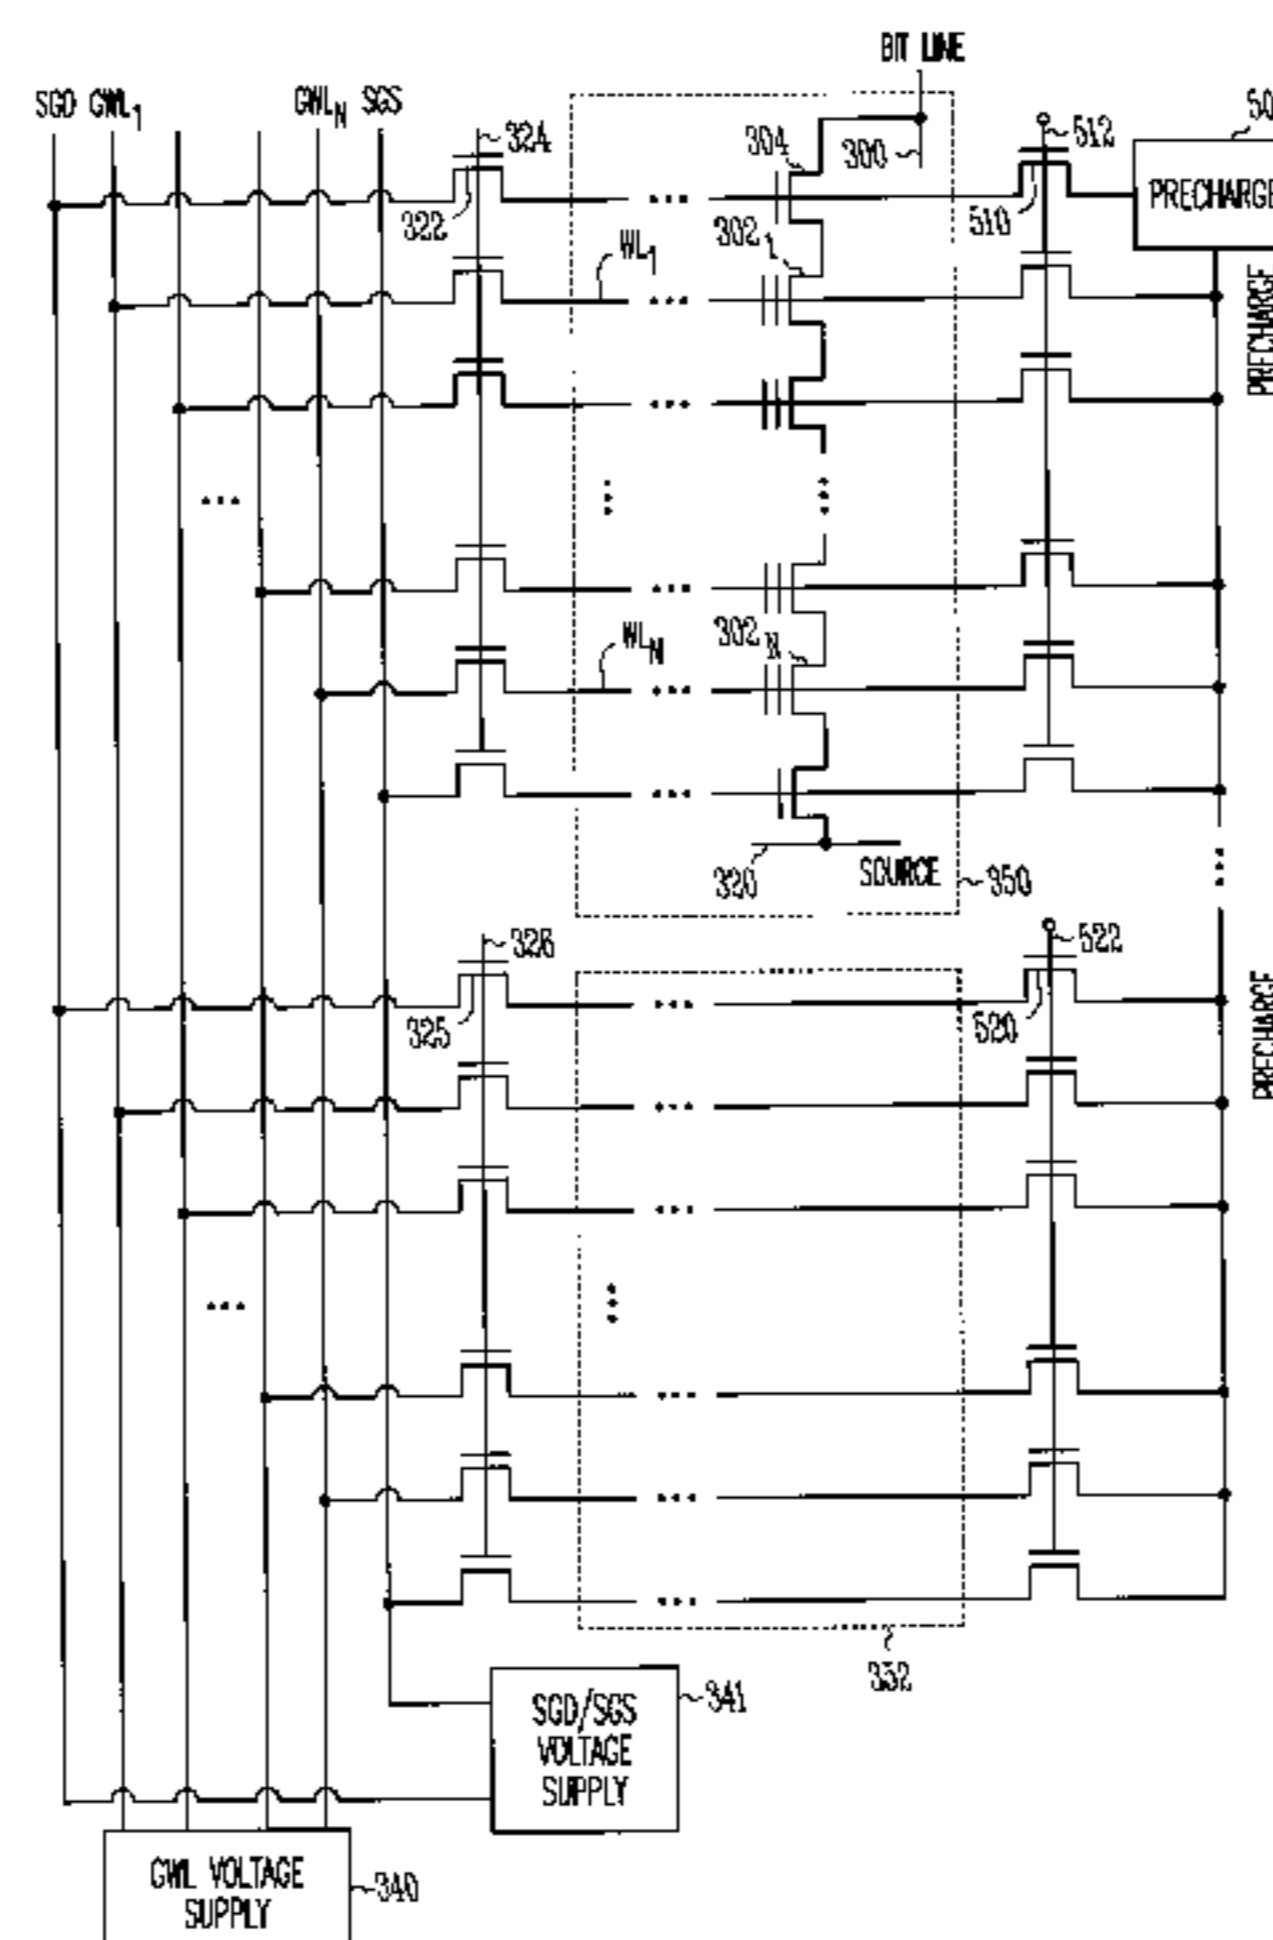 BIT LINE
SGD GWL1 GWLN SGS
324
304
300
512
PRECHARGE
322
302 1
510
WL1
PRECHARGE
WLN
302 N
320
SOURCE
350
326
522
325
520
PRECHARGE
352
SGD/SGS
VOLTAGE
SUPPLY
341
GWL VOLTAGE
SUPPLY
340